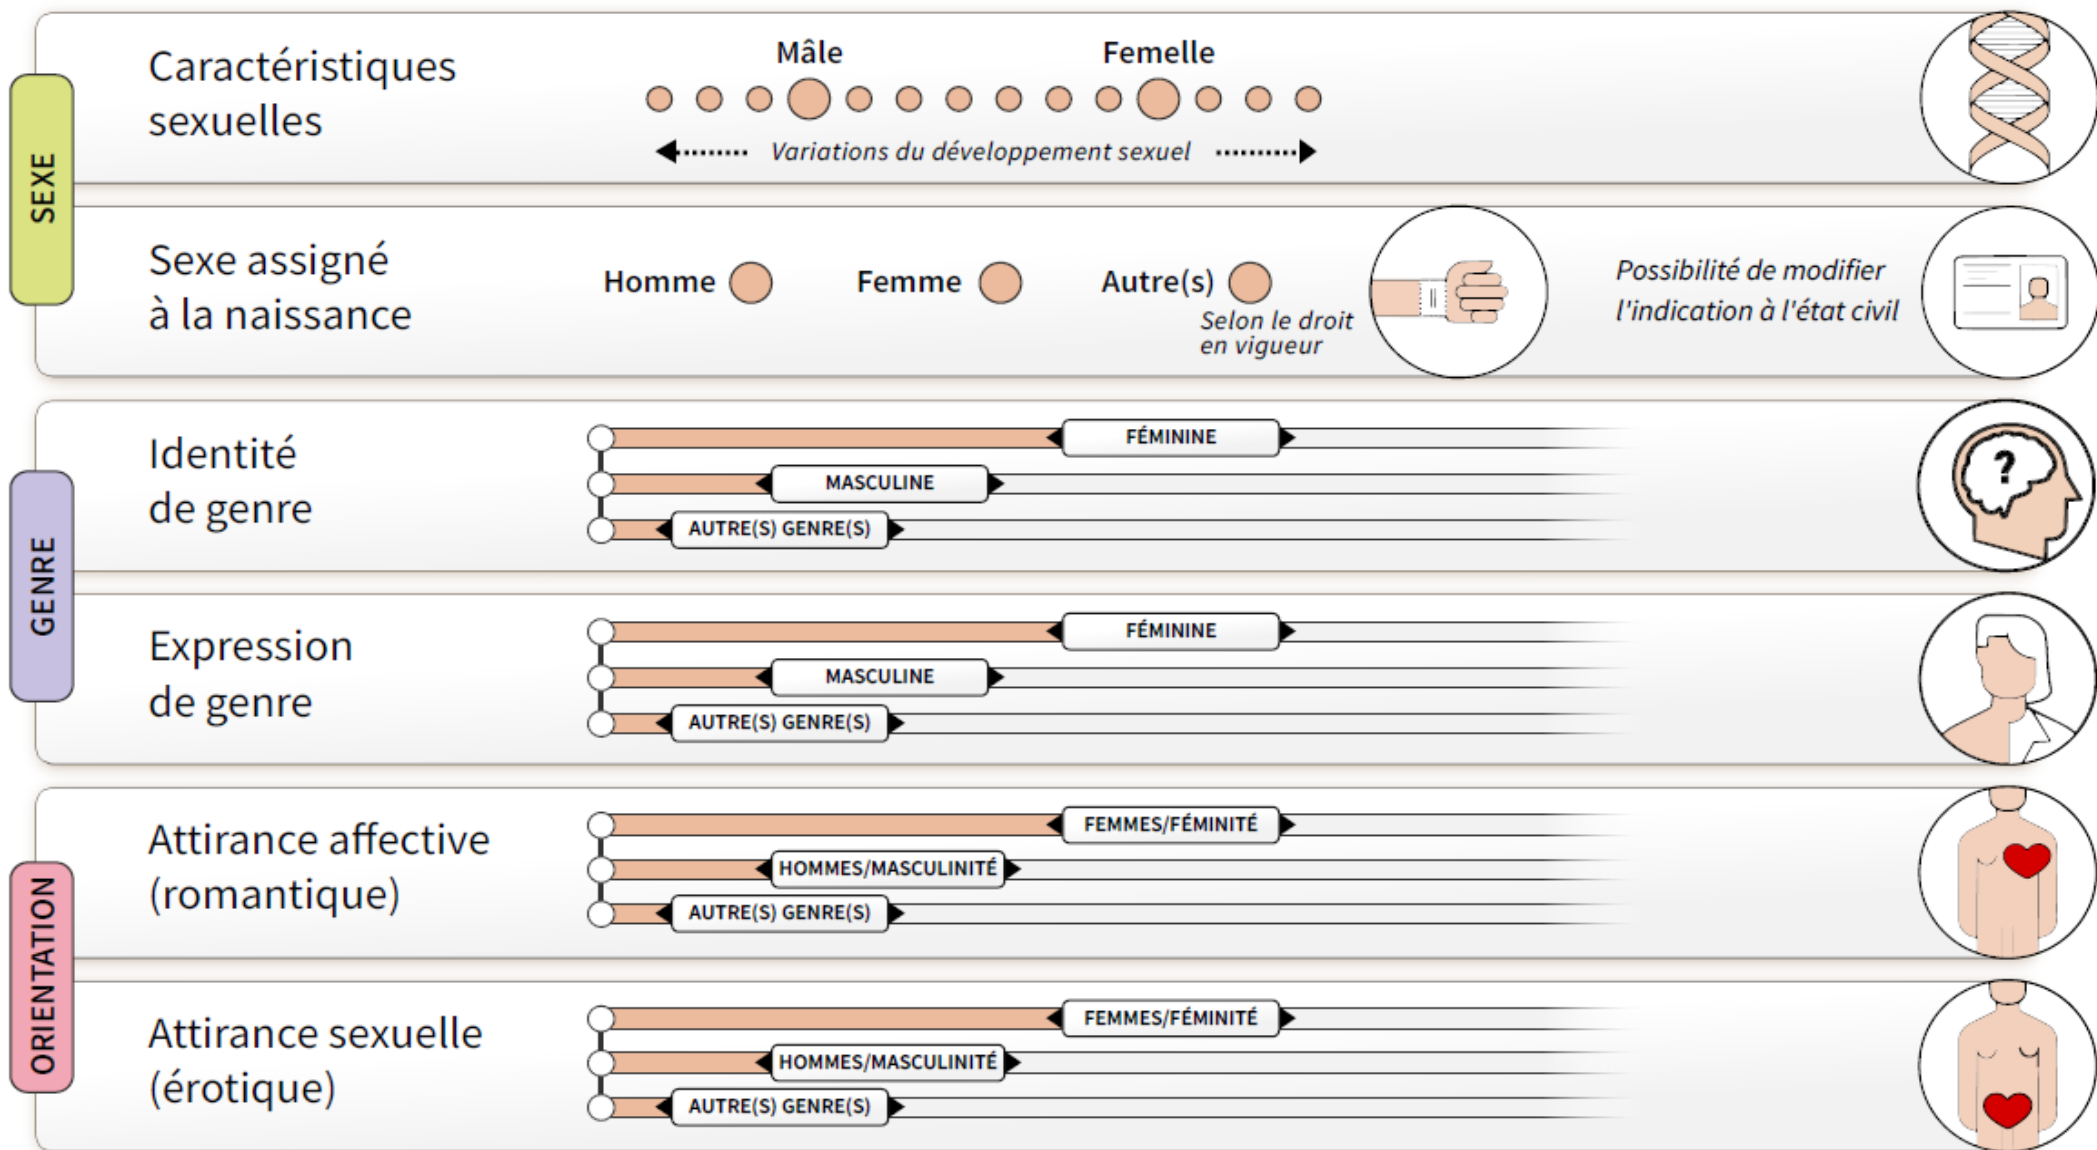 SEXE
Caractéristiques
sexuelles
Mâle
Femelle
Variations du développement sexuel
Sexe assigné
à la naissance
Homme
Femme
Autre(s)
Selon le droit
en vigueur
Possibilité de modifier
l'indication à l'état civil
GENRE
Identité
de genre
FÉMININE
MASCULINE
AUTRE(S) GENRE(S)
?
Expression
de genre
FÉMININE
MASCULINE
AUTRE(S) GENRE(S)
ORIENTATION
Attirance affective
(romantique)
FEMMES/FÉMINITÉ
HOMMES/MASCULINITÉ
AUTRE(S) GENRE(S)
Attirance sexuelle
(érotique)
FEMMES/FÉMINITÉ
HOMMES/MASCULINITÉ
AUTRE(S) GENRE(S)